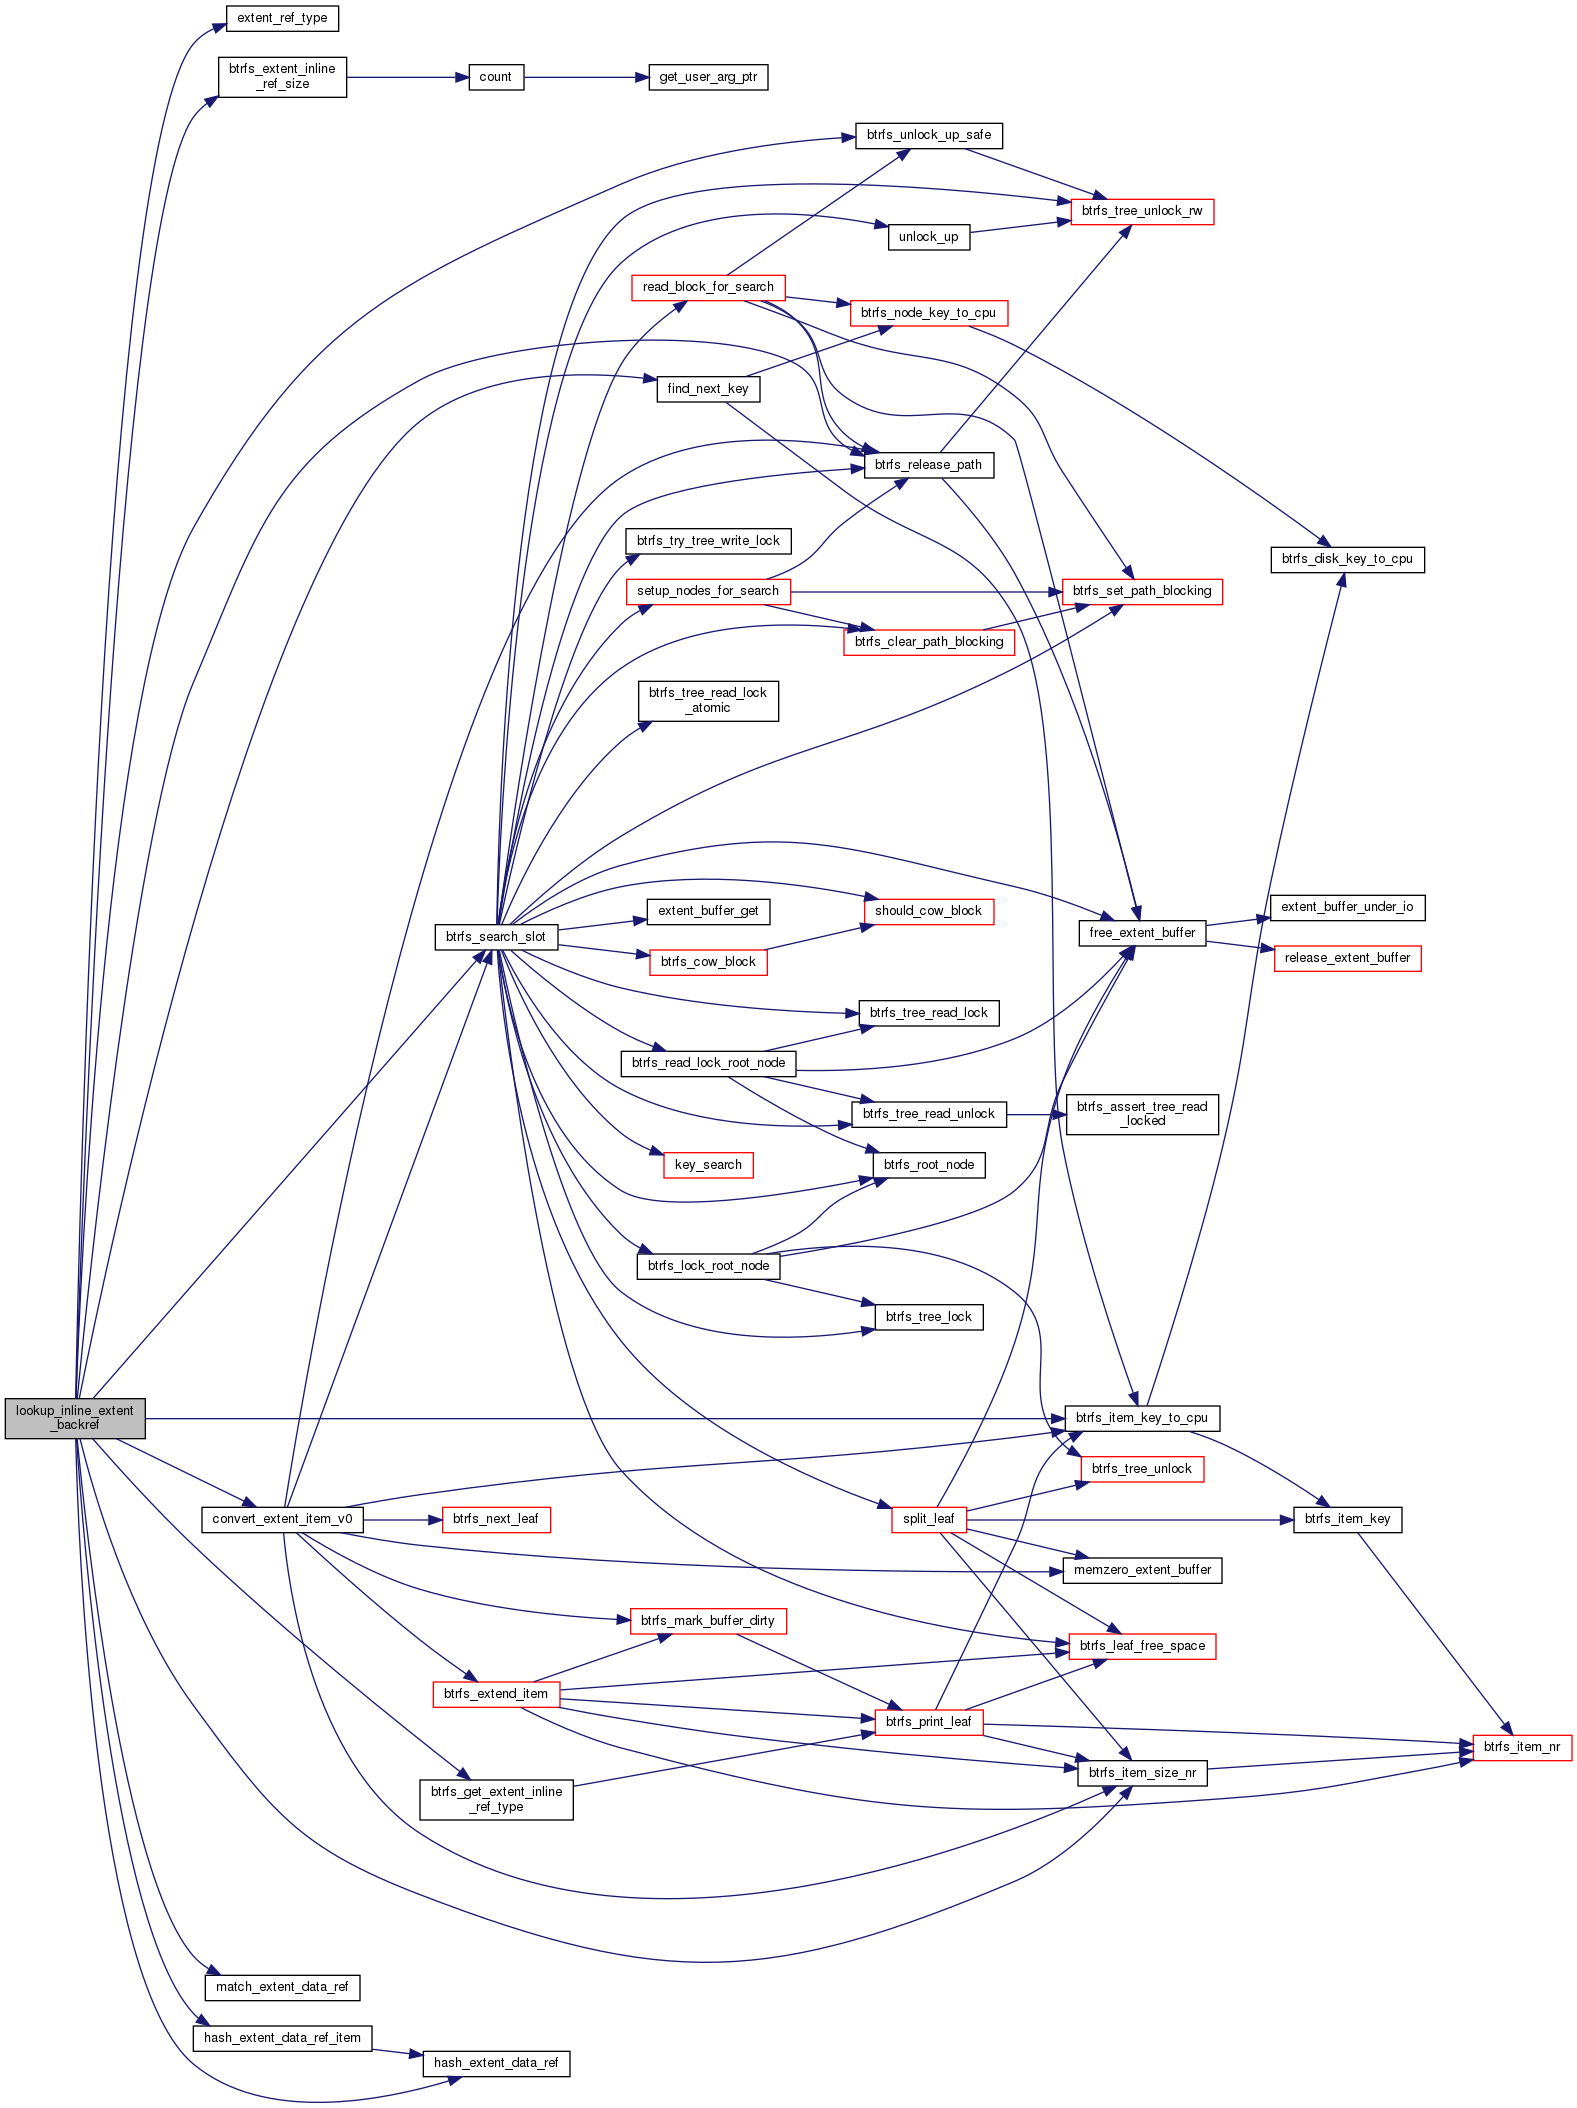 extent_ref_type
btrfs_extent_inline
_ref_size
count
get_user_arg_ptr
btrfs_unlock_up_safe
btrfs_tree_unlock_rw
unlock_up
read_block_for_search
btrfs_node_key_to_cpu
find_next_key
btrfs_release_path
btrfs_try_tree_write_lock
btrfs_disk_key_to_cpu
setup_nodes_for_search
btrfs_set_path_blocking
btrfs_clear_path_blocking
btrfs_tree_read_lock
_atomic
extent_buffer_get
should_cow_block
extent_buffer_under_io
btrfs_search_slot
free_extent_buffer
btrfs_cow_block
release_extent_buffer
btrfs_tree_read_lock
btrfs_read_lock_root_node
btrfs_tree_read_unlock
btrfs_assert_tree_read
_locked
key_search
btrfs_root_node
btrfs_lock_root_node
btrfs_tree_lock
lookup_inline_extent
_backref
btrfs_item_key_to_cpu
btrfs_tree_unlock
convert_extent_item_v0
btrfs_next_leaf
split_leaf
btrfs_item_key
memzero_extent_buffer
btrfs_mark_buffer_dirty
btrfs_leaf_free_space
btrfs_extend_item
btrfs_print_leaf
btrfs_item_nr
btrfs_item_size_nr
btrfs_get_extent_inline
_ref_type
match_extent_data_ref
hash_extent_data_ref_item
hash_extent_data_ref